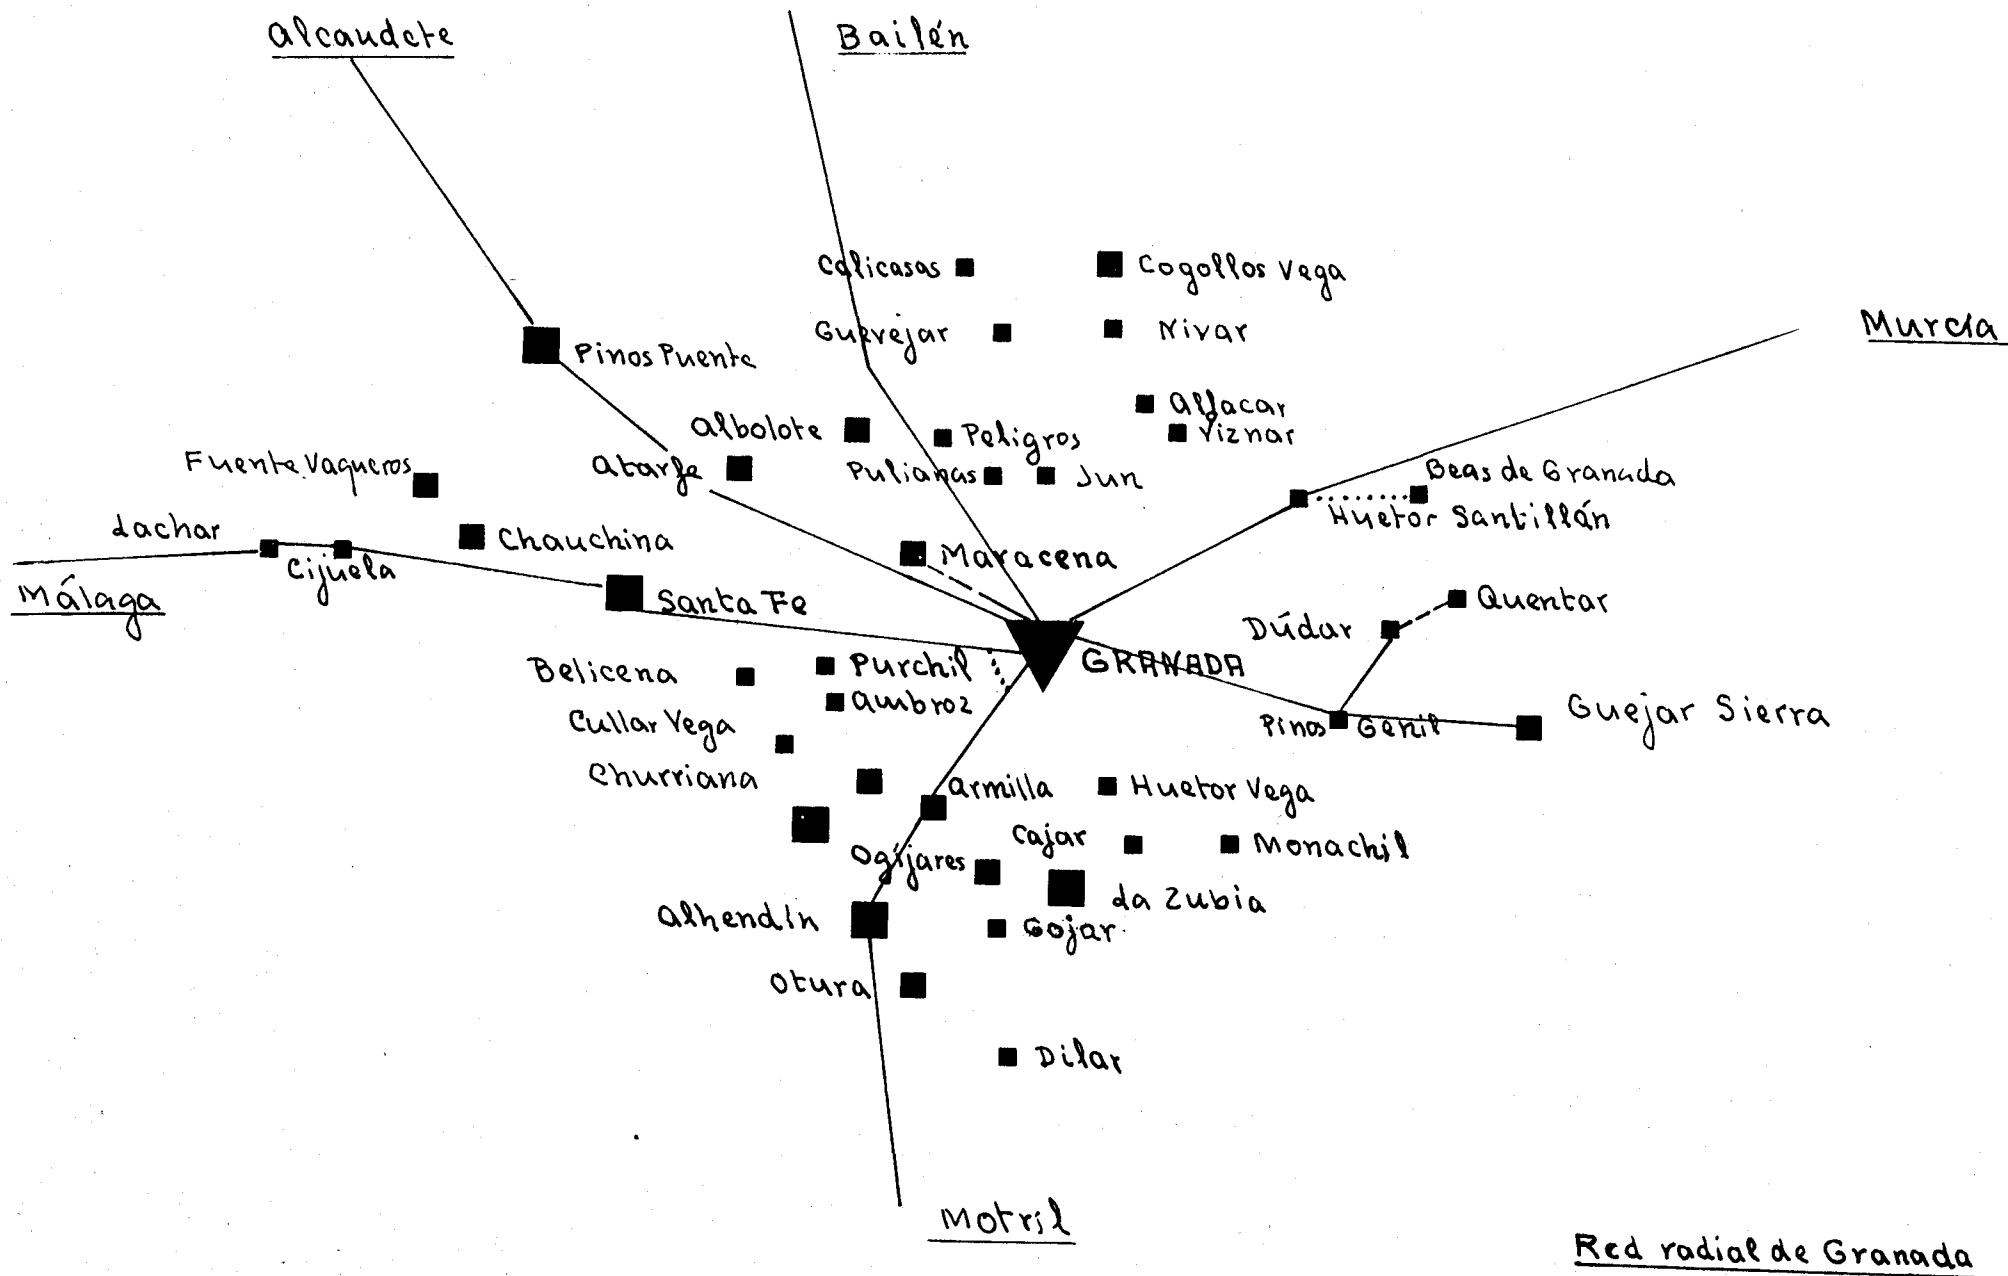 Alcaudete
Bailén
Calicasas
Cogollos Vega
Guevejar
Nivar
Murcia
Pinos Puente
Alfacar
Viznar
Albolote
Peligros
Atarfe
Pulianas
Jun
Fuente Vaqueros
Beas de Granada
Huetor Santillán
Lachar
Chauchina
Cijuela
Maracena
Málaga
Santa Fe
Quentar
Dúdar
GRANADA
Belicena
Purchil
Ambroz
Cullar Vega
Pinos Genil
Guejar Sierra
Churriana
Armilla
Huetor Vega
Cajar
Monachil
Ogíjares
La Zubia
Alhendín
Gojar
Otura
Dilar
Motril
Red radial de Granada